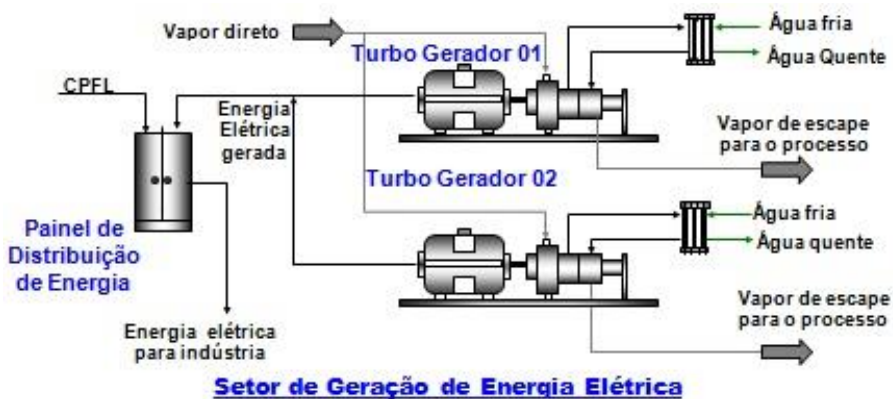 Vapor direto
Turbo Gerador 01
Água fria
Água Quente
CPFL
Energia
Elétrica
gerada
Vapor de escape
para o processo
Turbo Gerador 02
Painel de
Distribuição
de Energia
Água fria
Água quente
Energia elétrica
para indústria
Vapor de escape
para o processo
Setor de Geração de Energia Elétrica